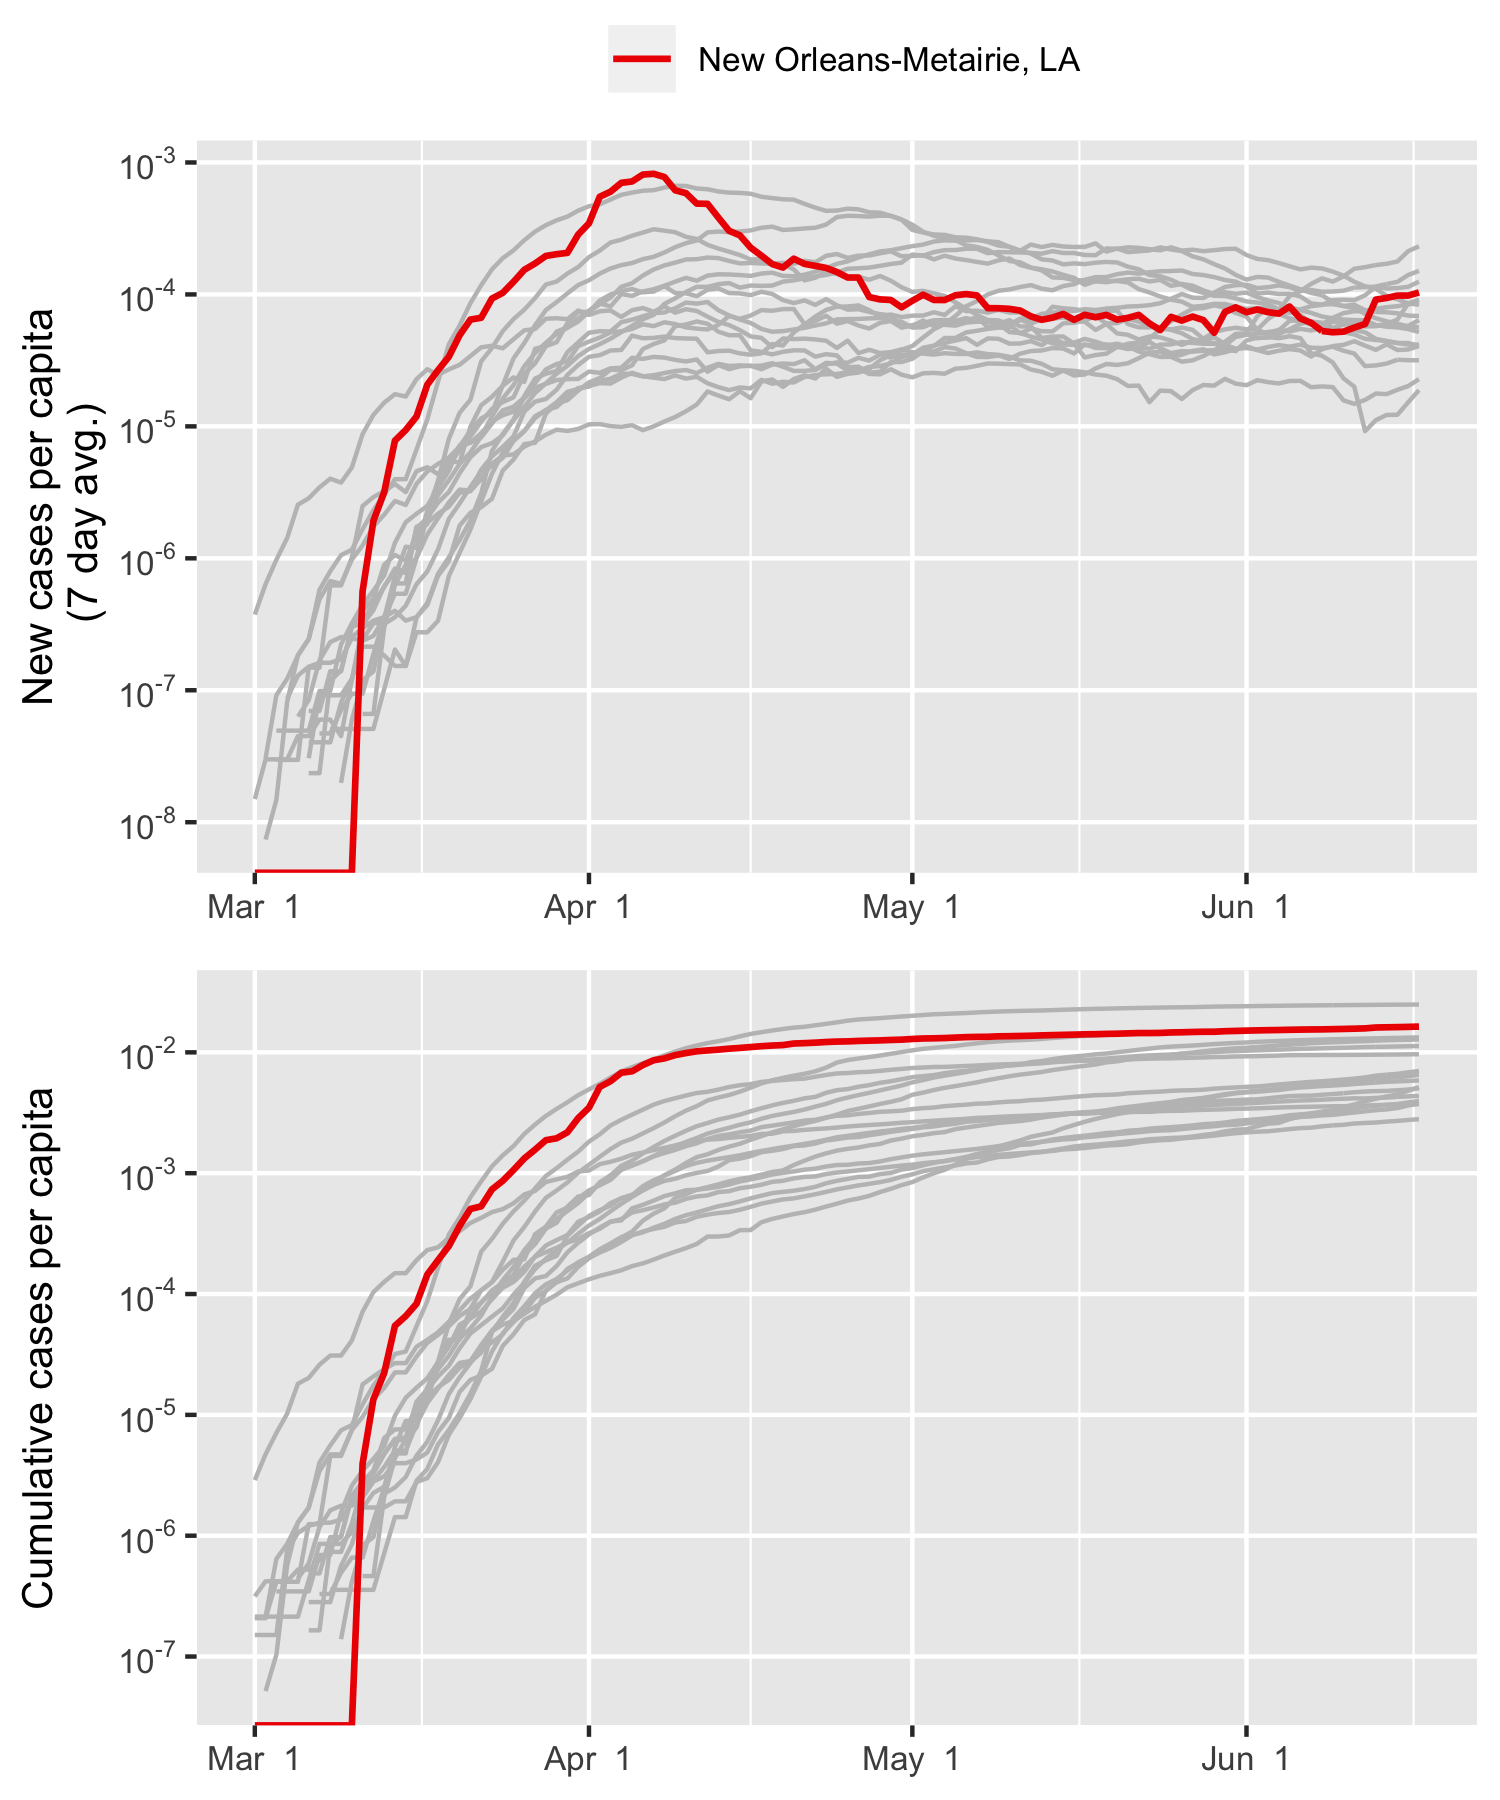 New Orleans-Metairie, LA
New cases per capita
(7 day avg.)
10⁻³
10⁻⁴
10⁻⁵
10⁻⁶
10⁻⁷
10⁻⁸
Mar 1 Apr 1 May 1 Jun 1
Cumulative cases per capita
10⁻²
10⁻³
10⁻⁴
10⁻⁵
10⁻⁶
10⁻⁷
Mar 1 Apr 1 May 1 Jun 1